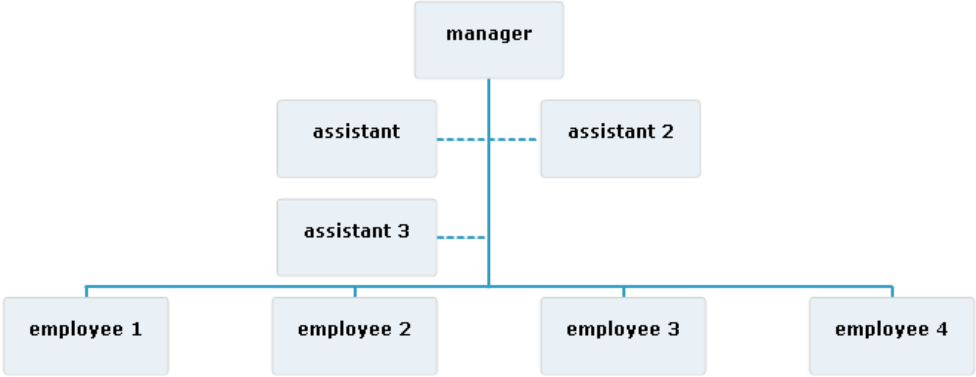 manager
assistant
assistant 2
assistant 3
employee 1
employee 2
employee 3
employee 4